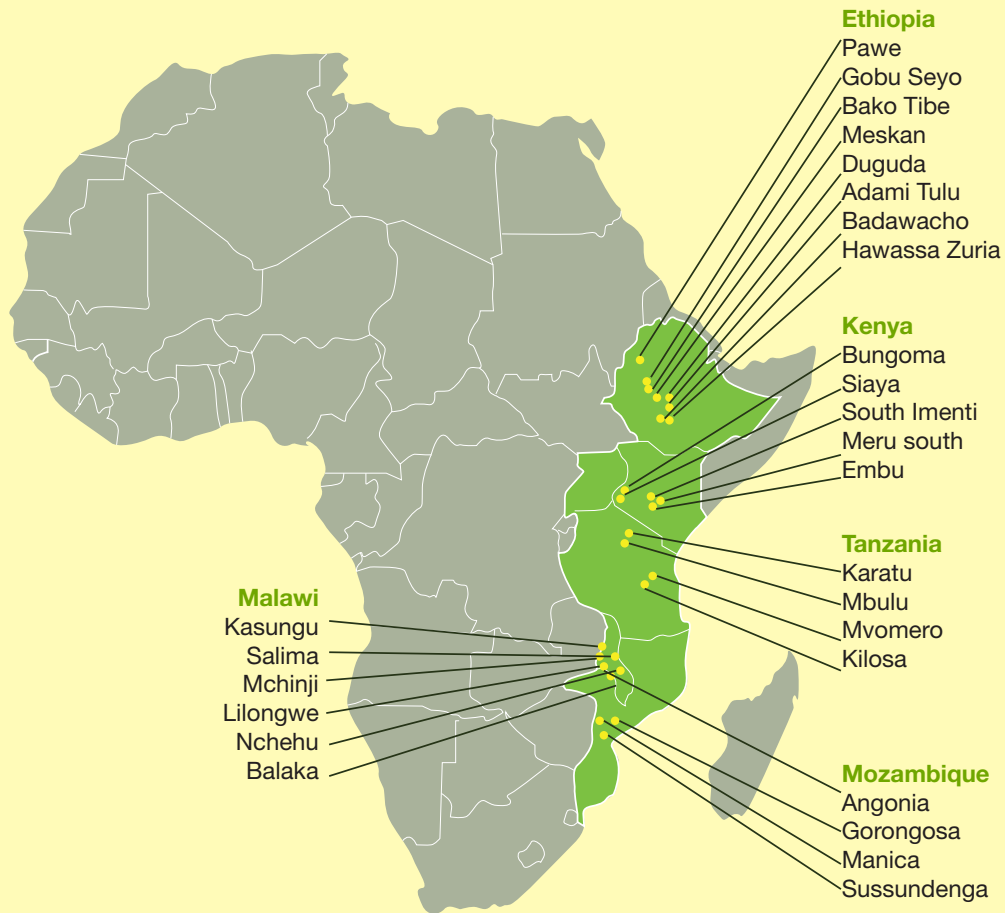 Ethiopia
Pawe
Gobu Seyo
Bako Tibe
Meskan
Duguda
Adami Tulu
Badawacho
Hawassa Zuria
Kenya
Bungoma
Siaya
South Imenti
Meru south
Embu
Tanzania
Karatu
Mbulu
Mvomero
Kilosa
Malawi
Kasungu
Salima
Mchinji
Lilongwe
Nchehu
Balaka
Mozambique
Angonia
Gorongosa
Manica
Sussundenga